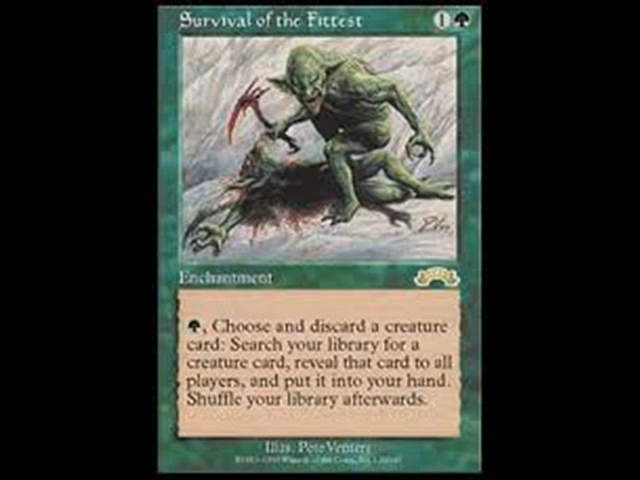 Survival of the Fittest 1
Enchantment
, Choose and discard a creature
card: Search your library for a
creature card, reveal that card to all
players, and put it into your hand.
Shuffle your library afterwards.
Illus. Pete Venters